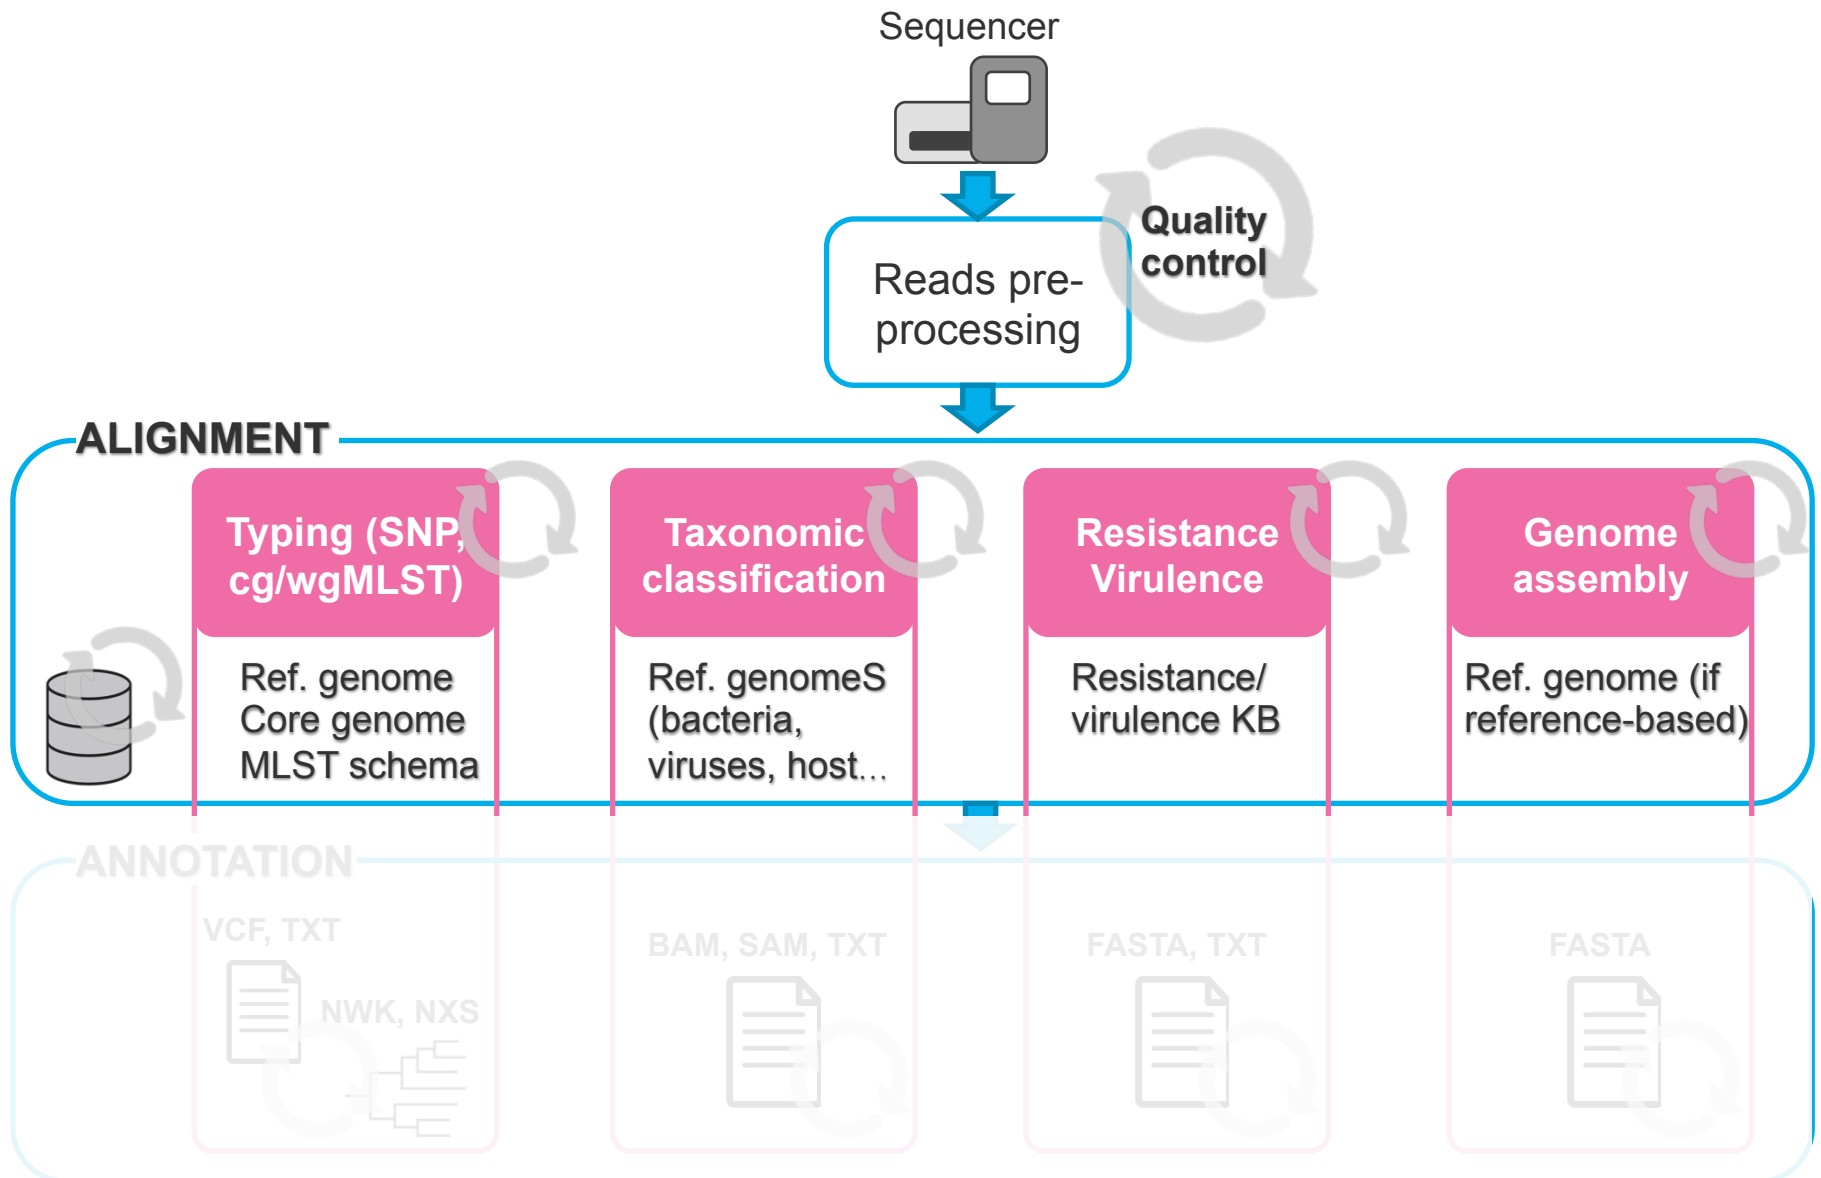 Sequencer
Quality
control
Reads pre-
processing
ALIGNMENT
Typing (SNP,
cg/wgMLST)
Taxonomic
classification
Resistance
Virulence
Genome
assembly
Ref. genome
Core genome
MLST schema
Ref. genomeS
(bacteria,
viruses, host...
Resistance/
virulence KB
Ref. genome (if
reference-based)
ANNOTATION
VCF, TXT
NWK, NXS
BAM, SAM, TXT
FASTA, TXT
FASTA